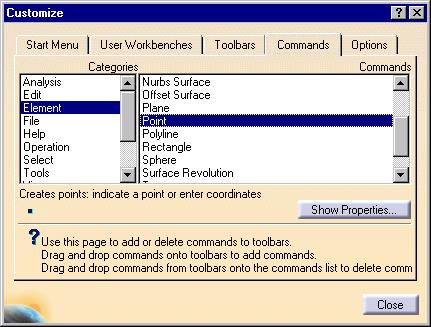 Customize
Start Menu User Workbenches Toolbars Commands Options
Categories Commands
Analysis
Edit
Element
File
Help
Operation
Select
Tools
Nurbs Surface
Offset Surface
Plane
Point
Polyline
Rectangle
Sphere
Surface Revolution
Creates points: indicate a point or enter coordinates
Show Properties...
Use this page to add or delete commands to toolbars.
Drag and drop commands onto toolbars to add commands.
Drag and drop commands from toolbars onto the commands list to delete comm
Close